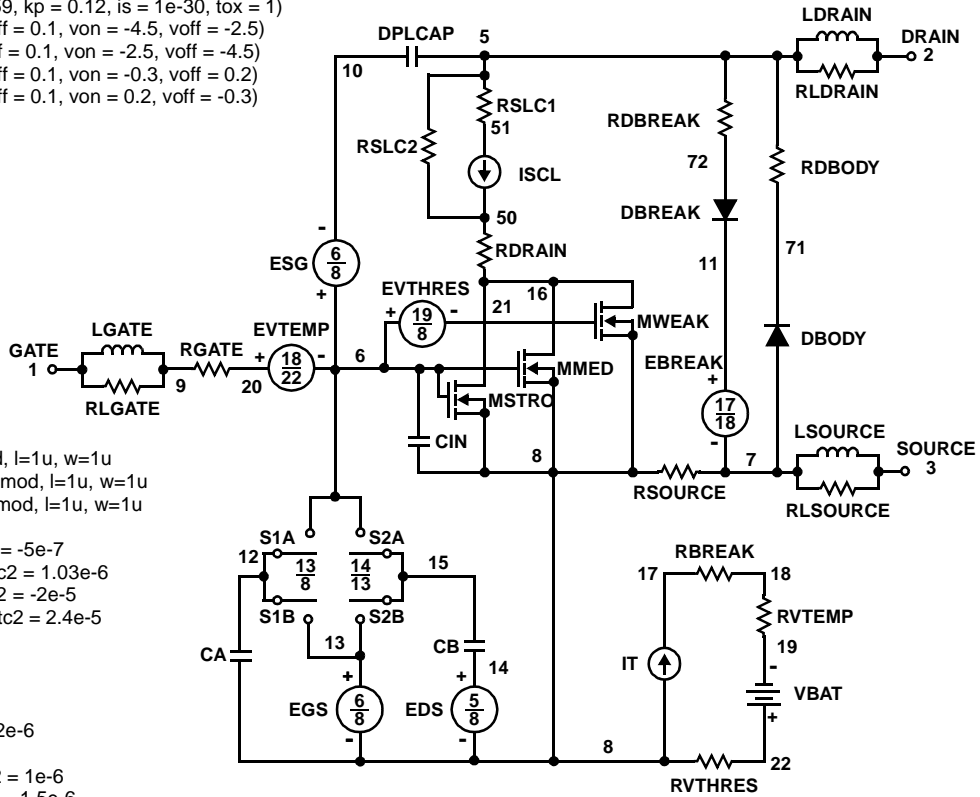 59, kp = 0.12, is = 1e-30, tox = 1)
ff = 0.1, von = -4.5, voff = -2.5)
f = 0.1, von = -2.5, voff = -4.5)
ff = 0.1, von = -0.3, voff = 0.2)
ff = 0.1, von = 0.2, voff = -0.3)
DPLCAP
5
10
LDRAIN
DRAIN
2
RLDRAIN
RSLC1
51
RSLC2
ISCL
RDBREAK
72
RDBODY
50
DBREAK
-
ESG
6
8
+
RDRAIN
11
71
EVTHRES
16
21
+
19
8
-
MWEAK
LGATE
EVTEMP
GATE
1
RGATE
+
18
22
-
6
MMED
EBREAK
+
DBODY
9
20
RLGATE
MSTRO
17
18
-
CIN
LSOURCE
8
7
SOURCE
3
RSOURCE
RLSOURCE
d, l=1u, w=1u
mod, l=1u, w=1u
mod, l=1u, w=1u
= -5e-7
c2 = 1.03e-6
2 = -2e-5
tc2 = 2.4e-5
2e-6
2 = 1e-6
S1A
S2A
12
13
8
14
13
15
S1B
S2B
13
CA
CB
+
14
+
EGS
6
8
EDS
5
8
-
-
RBREAK
17
18
RVTEMP
19
IT
-
VBAT
+
8
22
RVTHRES